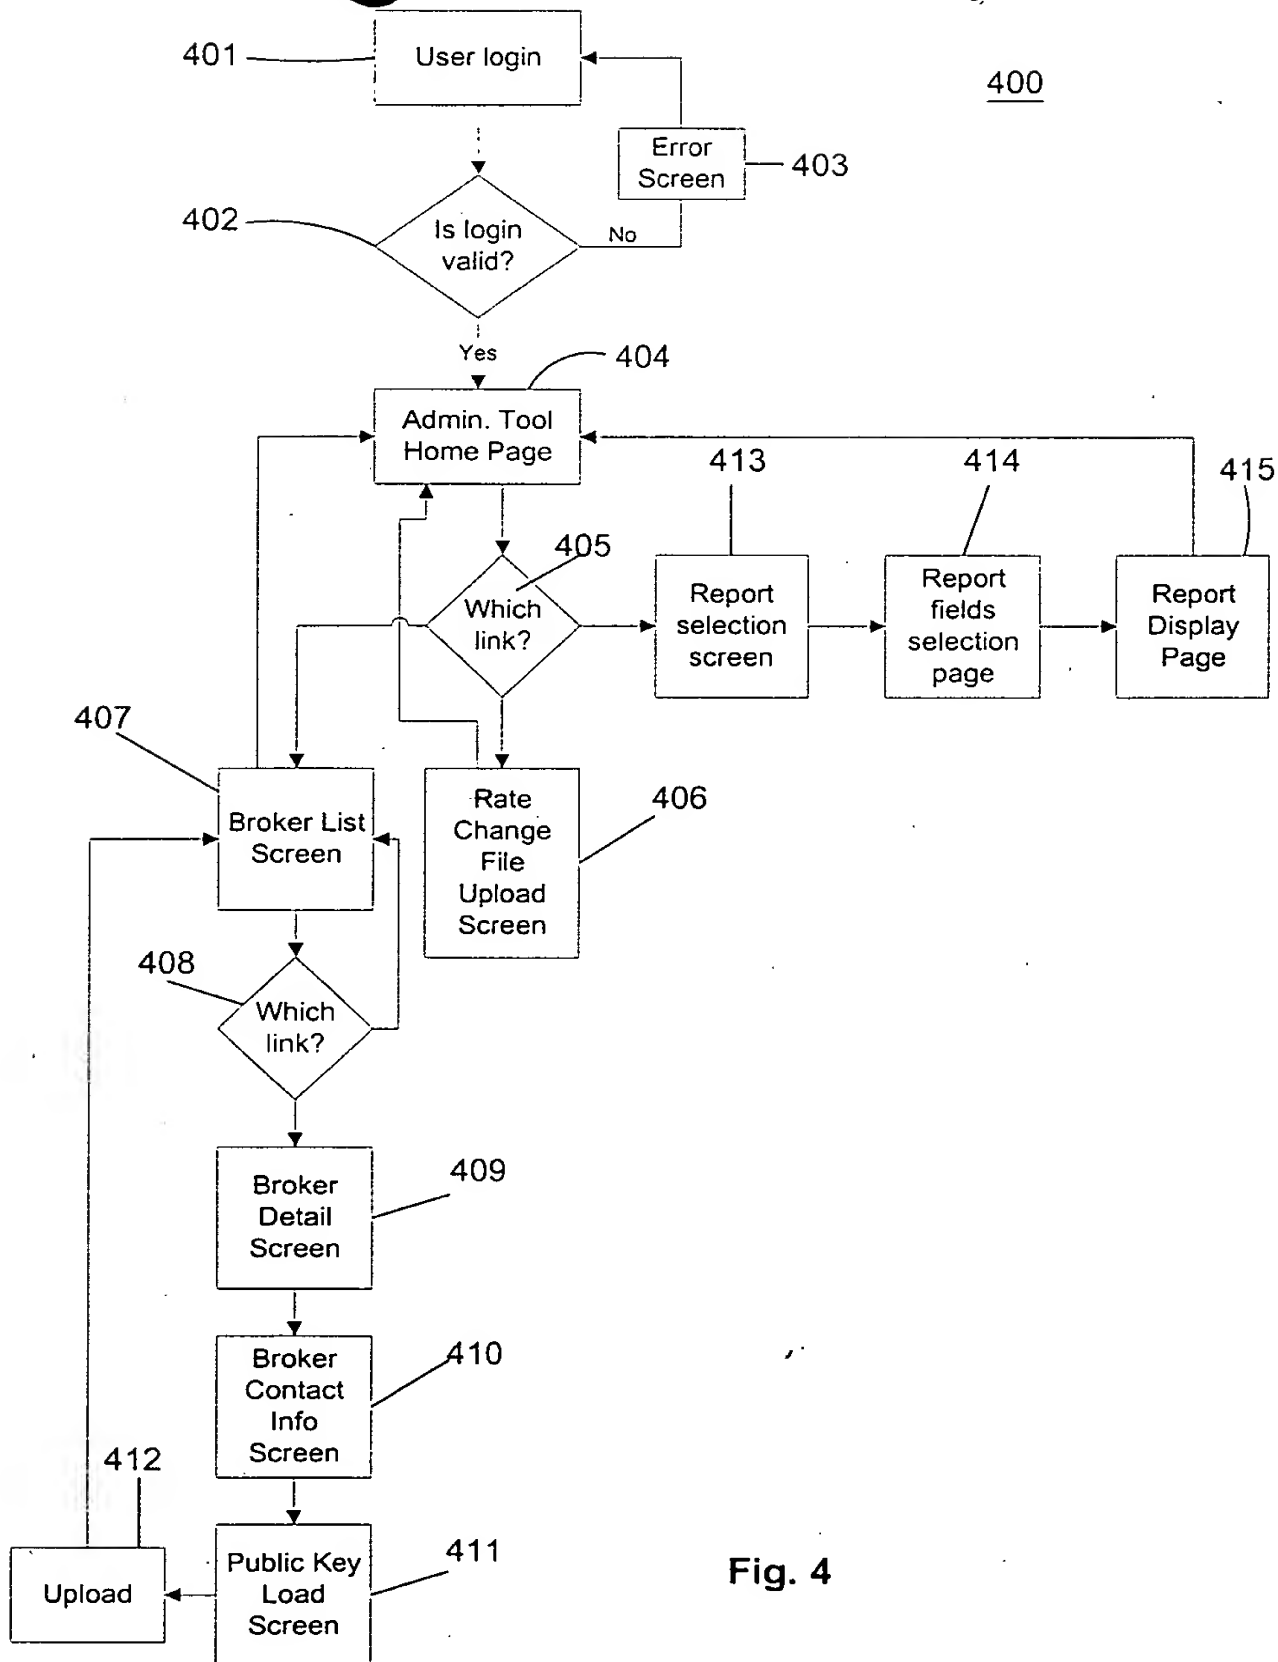 401
User login
400
Error
Screen
403
402
Is login
valid?
No
Yes
404
Admin. Tool
Home Page
413
414
415
405
Which
link?
Report
selection
screen
Report
fields
selection
page
Report
Display
Page
407
Broker List
Screen
Rate
Change
File
Upload
Screen
406
408
Which
link?
Broker
Detail
Screen
409
Broker
Contact
Info
Screen
410
412
Upload
Public Key
Load
Screen
411
Fig. 4